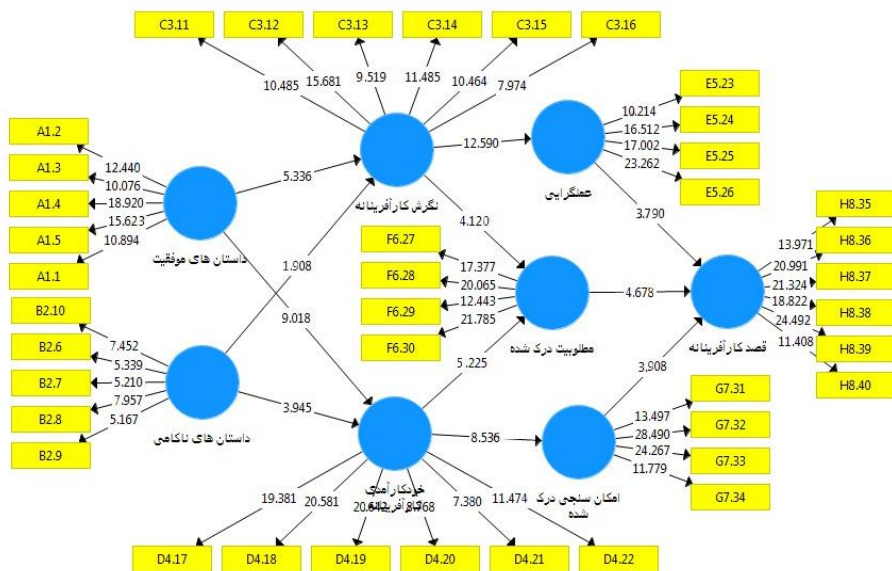 C3.11 C3.12 C3.13 C3.14 C3.15 C3.16
10.485 15.681 9.519 11.485 10.464 7.974
A1.2
A1.3
A1.4
A1.5
A1.1
12.440
10.076
18.920
15.623
10.894
داستان های موفقیت
5.336
نگرش کارآفرینانه
12.590
عملگرایی
10.214
16.512
17.002
23.262
E5.23
E5.24
E5.25
E5.26
1.908
9.018
4.120
3.790
F6.27
F6.28
F6.29
F6.30
17.377
20.065
12.443
21.785
مطلوبیت درک شده
4.678
قصد کارآفرینانه
13.971
20.991
21.324
18.822
24.492
11.408
H8.35
H8.36
H8.37
H8.38
H8.39
H8.40
B2.10
B2.6
B2.7
B2.8
B2.9
7.452
5.339
5.210
7.957
5.167
داستان های ناکامی
3.945
5.225
3.908
خودکارآمدی
کارآفرینانه
8.536
امکان سنجی درک
شده
13.497
28.490
24.267
11.779
G7.31
G7.32
G7.33
G7.34
19.381 20.581 7.380 11.474
D4.17 D4.18 D4.19 D4.20 D4.21 D4.22